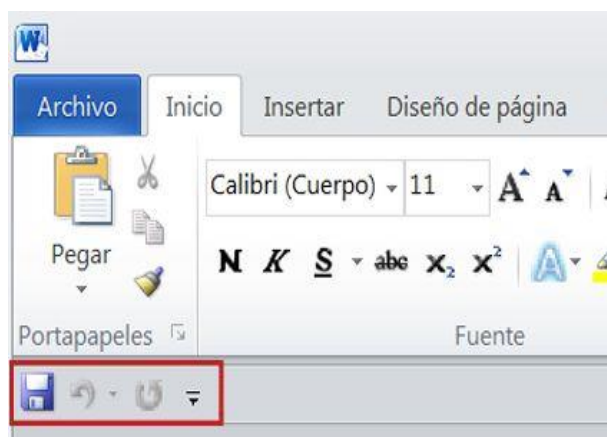 W
Archivo Inicio Insertar Diseño de página
Calibri (Cuerpo) 11 A A
Pegar
N K S abc x₂ x² A
Portapapeles Fuente